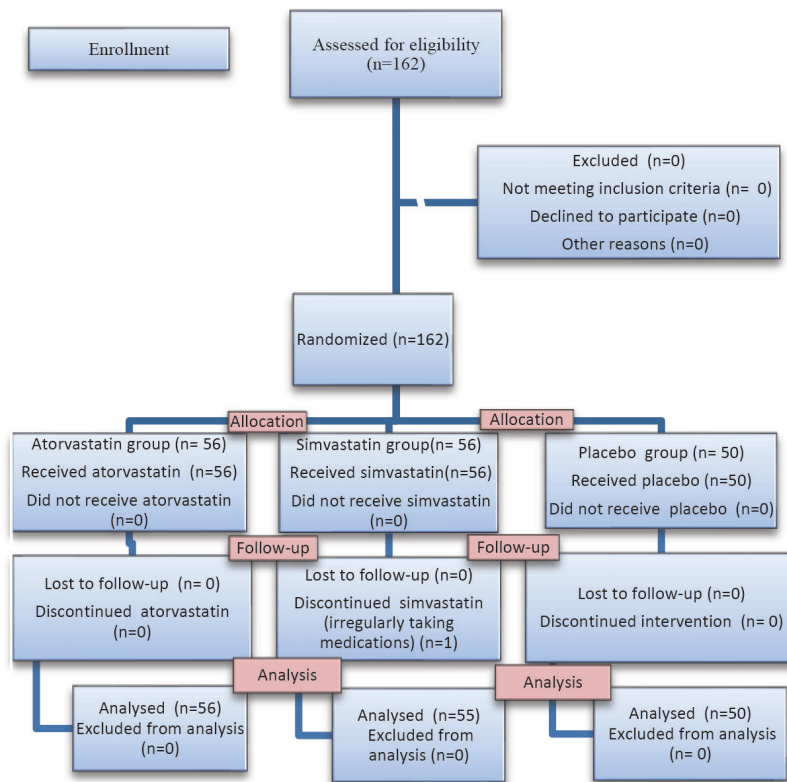 Enrollment
Assessed for eligibility
(n=162)
Excluded (n=0)
Not meeting inclusion criteria (n= 0)
Declined to participate (n=0)
Other reasons (n=0)
Randomized (n=162)
Allocation
Allocation
Atorvastatin group (n= 56)
Received atorvastatin (n=56)
Did not receive atorvastatin
(n=0)
Simvastatin group(n= 56)
Received simvastatin(n=56)
Did not receive simvastatin
(n=0)
Placebo group (n= 50)
Received placebo (n=50)
Did not receive placebo (n=0)
Follow-up
Follow-up
Lost to follow-up (n= 0)
Discontinued atorvastatin
(n=0)
Lost to follow-up (n=0)
Discontinued simvastatin
(irregularly taking
medications) (n=1)
Lost to follow-up (n=0)
Discontinued intervention (n= 0)
Analysis
Analysis
Analysed (n=56)
Excluded from analysis
(n=0)
Analysed (n=55)
Excluded from
analysis (n=0)
Analysed (n=50)
Excluded from analysis
(n= 0)